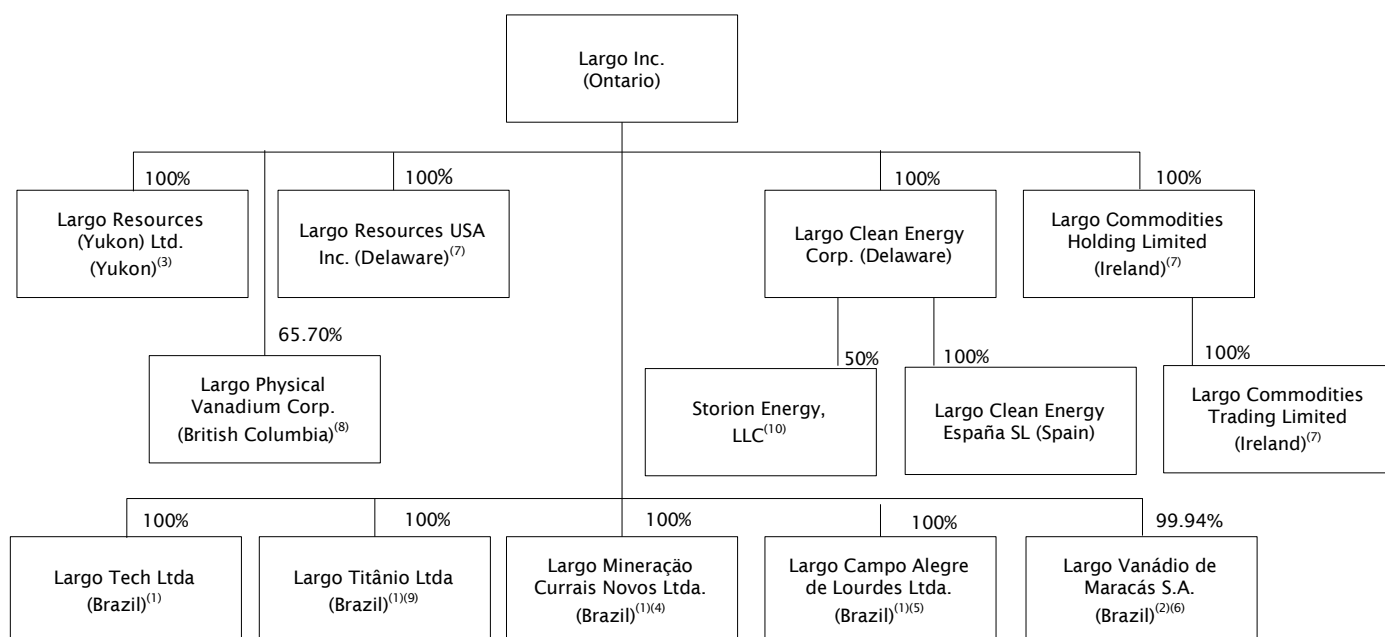 Largo Inc.
(Ontario)
100%
Largo Resources
(Yukon) Ltd.
(Yukon)(3)
100%
Largo Resources USA
Inc. (Delaware)(7)
100%
Largo Clean Energy
Corp. (Delaware)
100%
Largo Commodities
Holding Limited
(Ireland)(7)
65.70%
Largo Physical
Vanadium Corp.
(British Columbia)(8)
50%
Storion Energy,
LLC(10)
100%
Largo Clean Energy
España SL (Spain)
100%
Largo Commodities
Trading Limited
(Ireland)(7)
100%
Largo Tech Ltda
(Brazil)(1)
100%
Largo Titânio Ltda
(Brazil)(1)(9)
100%
Largo Mineraçäo
Currais Novos Ltda.
(Brazil)(1)(4)
100%
Largo Campo Alegre
de Lourdes Ltda.
(Brazil)(1)(5)
99.94%
Largo Vanádio de
Maracás S.A.
(Brazil)(2)(6)